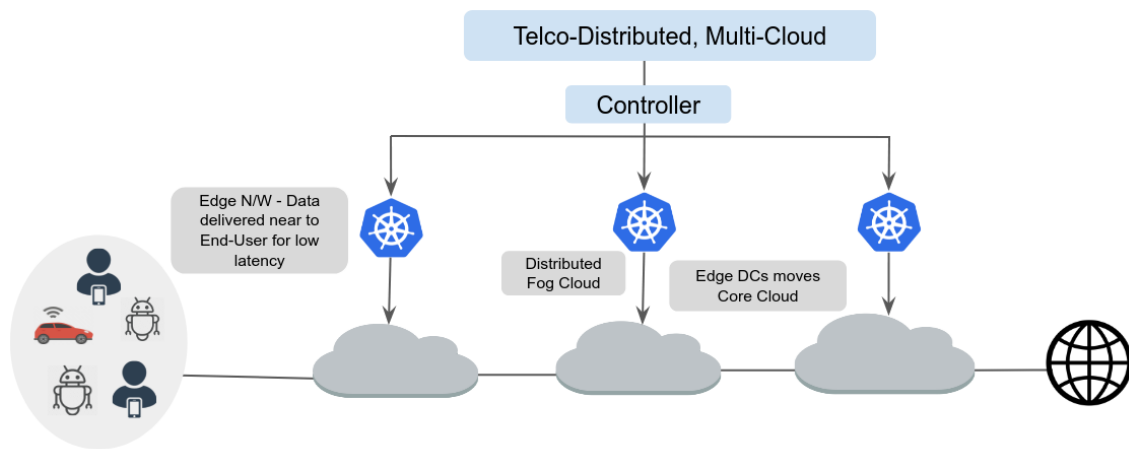 Telco-Distributed, Multi-Cloud
Controller
Edge N/W - Data
delivered near to
End-User for low
latency
Distributed
Fog Cloud
Edge DCs moves
Core Cloud